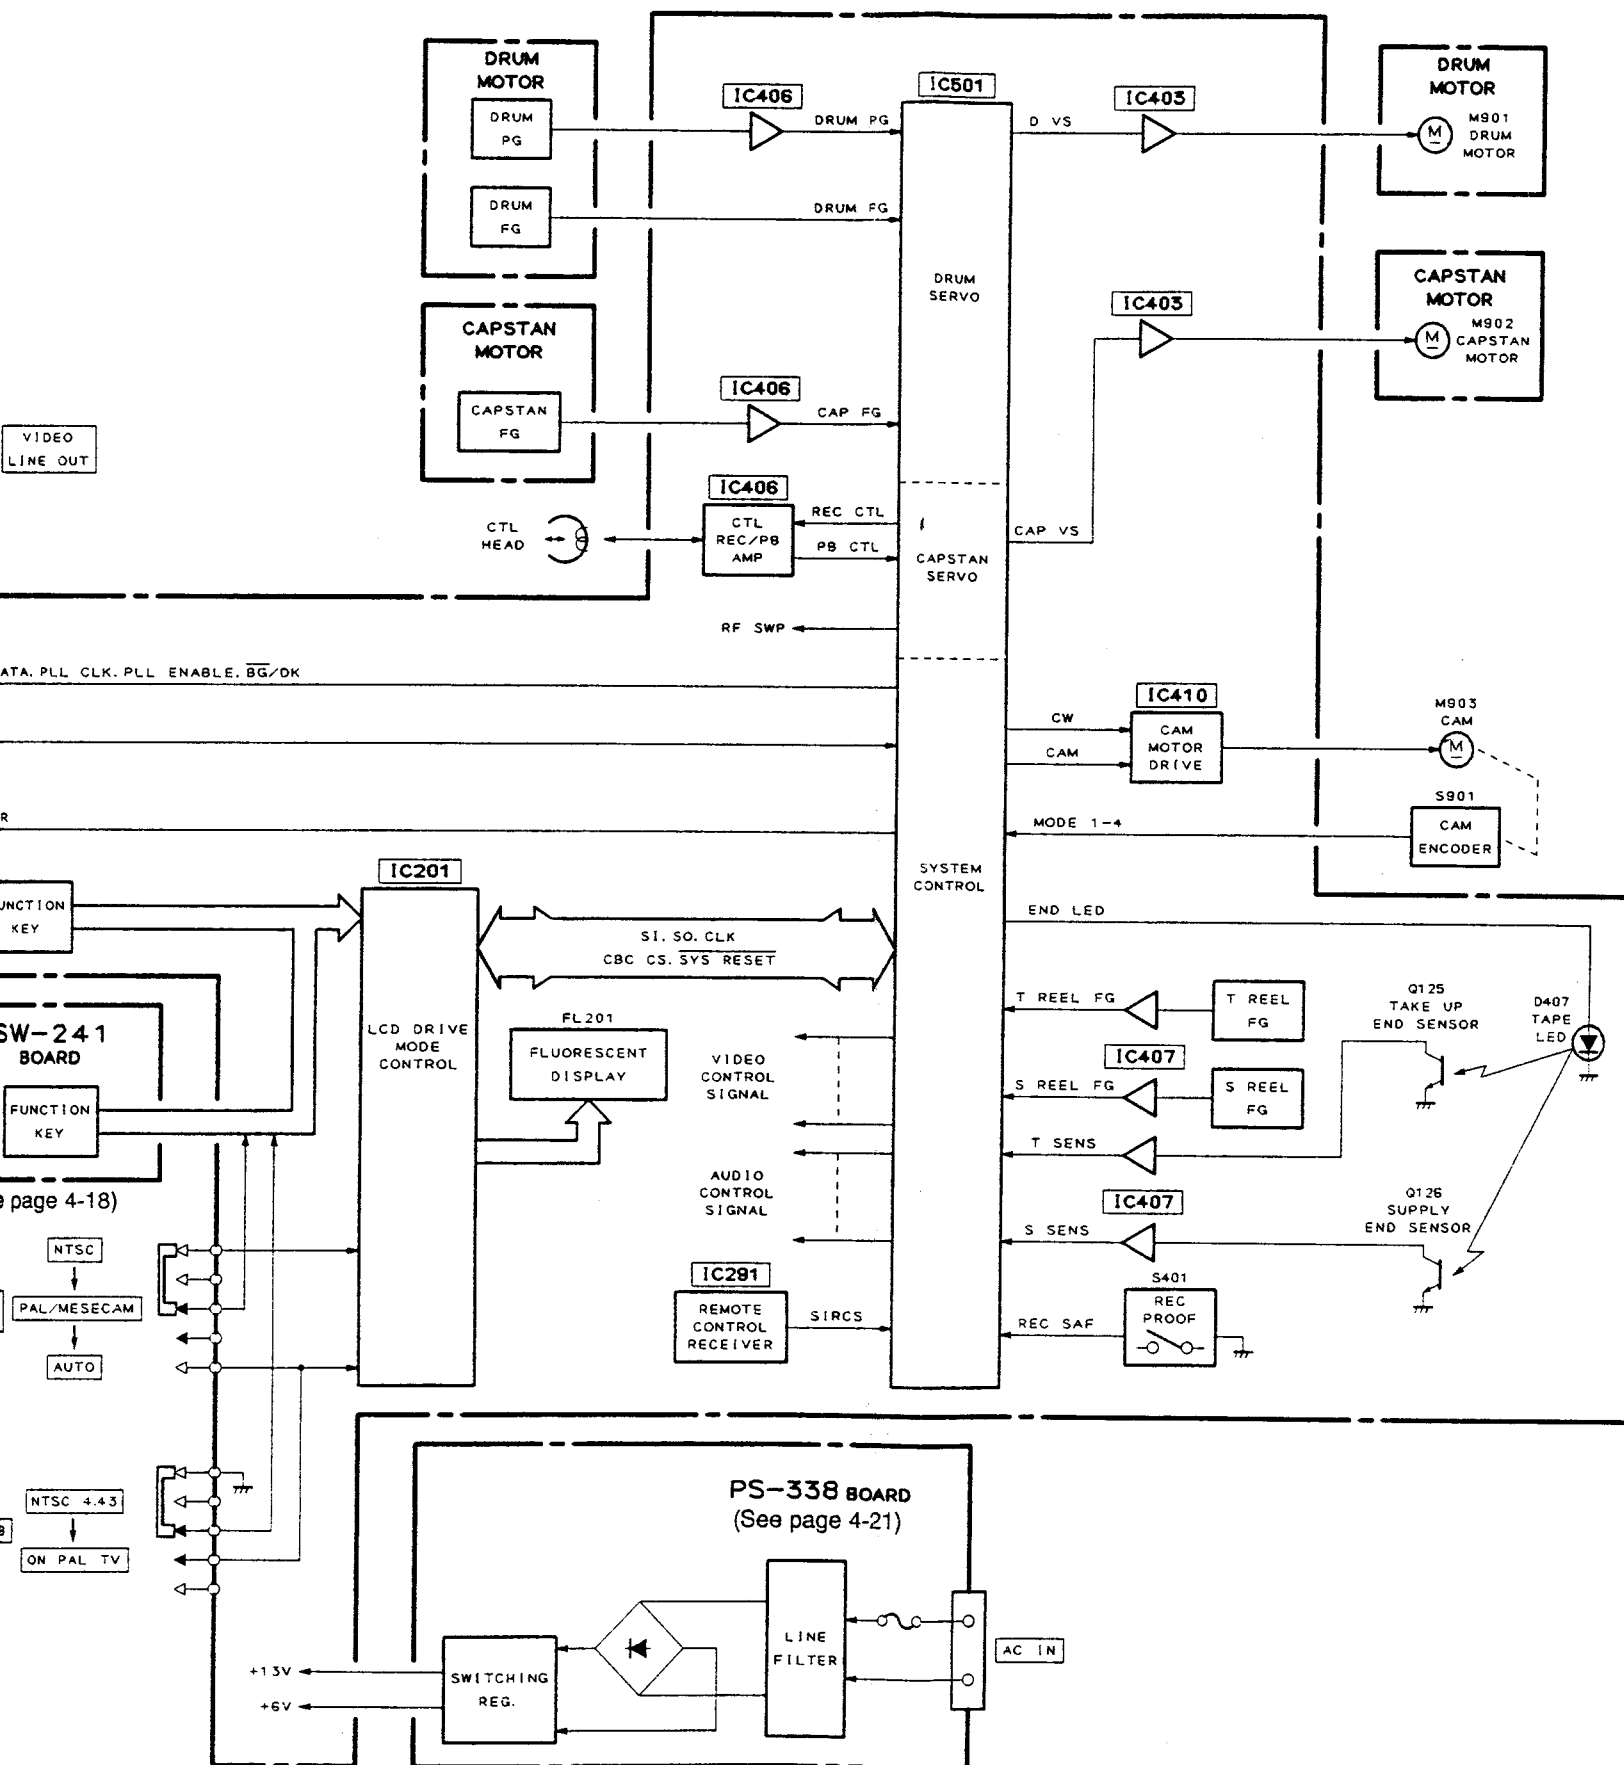 DRUM
MOTOR
DRUM
PG
DRUM
FG
IC406
DRUM PG
DRUM FG
IC501
D VS
IC403
DRUM
MOTOR
M901
DRUM
MOTOR
M
DRUM
SERVO
CAPSTAN
MOTOR
CAPSTAN
FG
IC406
CAP FG
IC403
CAPSTAN
MOTOR
M902
CAPSTAN
MOTOR
M
VIDEO
LINE OUT
CTL
HEAD
IC406
CTL
REC/PB
AMP
REC CTL
PB CTL
CAPSTAN
SERVO
CAP VS
RF SWP
ATA. PLL CLK. PLL ENABLE. BG/DK
CW
CAM
IC410
CAM
MOTOR
DRIVE
M903
CAM
M
R
MODE 1-4
S901
CAM
ENCODER
SYSTEM
CONTROL
UNCTION
KEY
IC201
SI. SO. CLK
CBC CS. SYS RESET
END LED
SW-241
BOARD
FUNCTION
KEY
e page 4-18)
LCD DRIVE
MODE
CONTROL
FL201
FLUORESCENT
DISPLAY
VIDEO
CONTROL
SIGNAL
AUDIO
CONTROL
SIGNAL
T REEL FG
T REEL
FG
IC407
S REEL FG
S REEL
FG
T SENS
IC407
S SENS
Q125
TAKE UP
END SENSOR
D407
TAPE
LED
Q126
SUPPLY
END SENSOR
NTSC
PAL/MESECAM
AUTO
IC291
REMOTE
CONTROL
RECEIVER
SIRCS
REC SAF
S401
REC
PROOF
NTSC 4.43
ON PAL TV
PS-338 BOARD
(See page 4-21)
LINE
FILTER
AC IN
SWITCHING
REG.
+13V
+6V